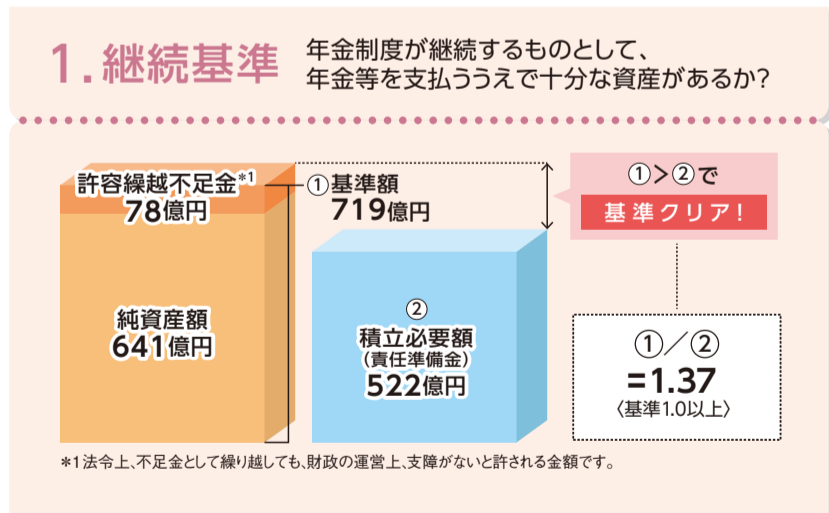 1.継続基準
年金制度が継続するものとして、
年金等を支払ううえで十分な資産があるか?
許容繰越不足金*1
78億円
①基準額
719億円
①>②で
基準クリア!
純資産額
641億円
②
積立必要額
(責任準備金)
522億円
①/②
=1.37
〈基準1.0以上〉
*1法令上、不足金として繰り越しても、財政の運営上、支障がないと許される金額です。